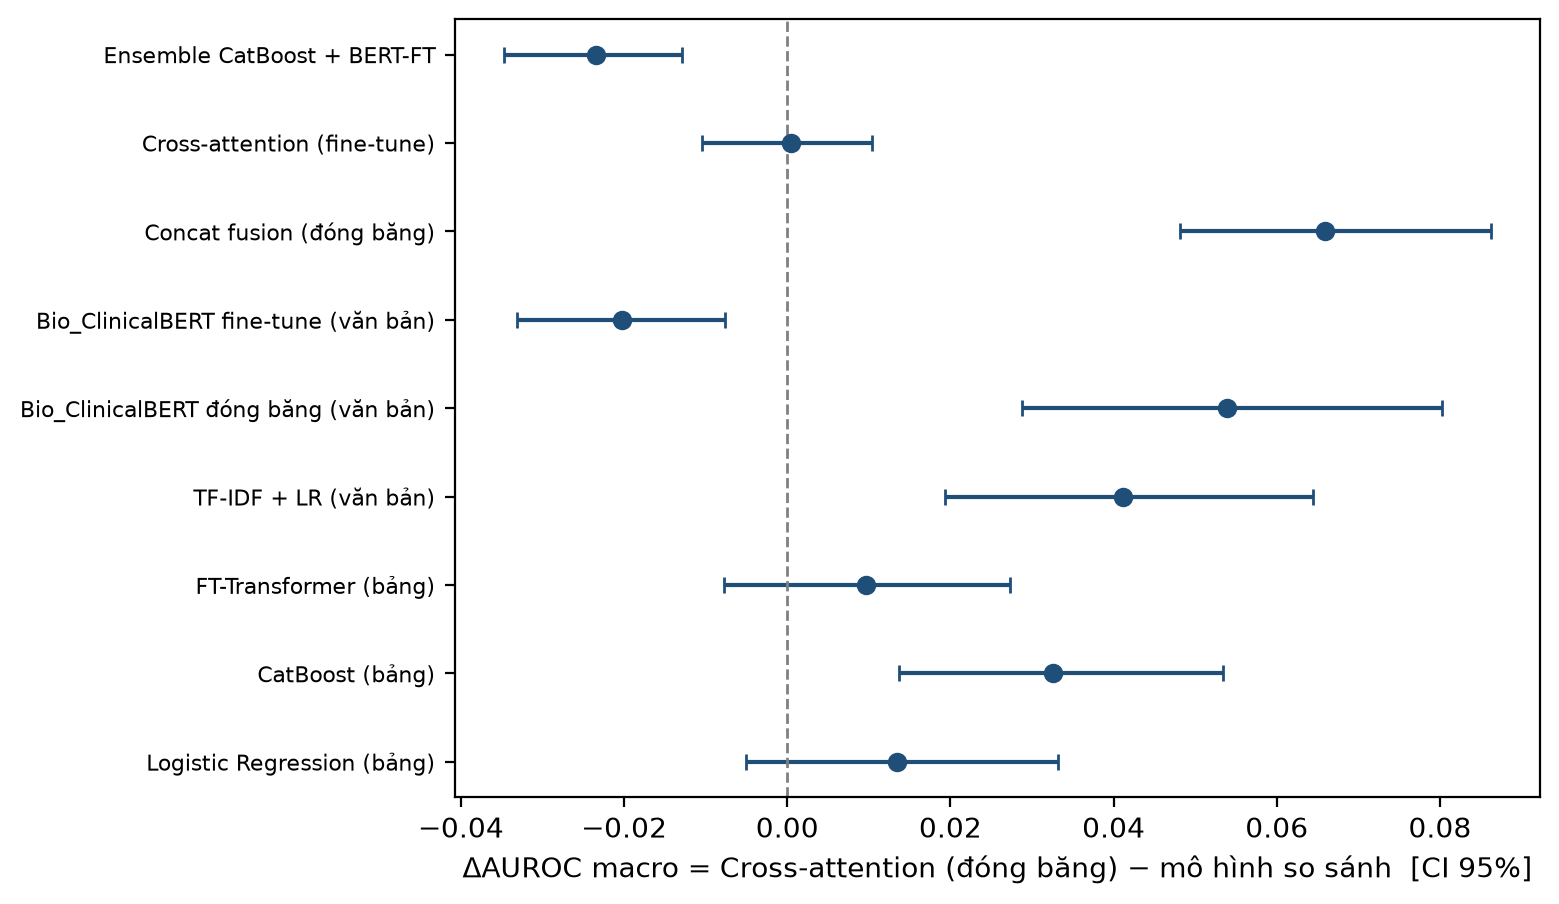 Ensemble CatBoost + BERT-FT
Cross-attention (fine-tune)
Concat fusion (đóng băng)
Bio_ClinicalBERT fine-tune (văn bản)
Bio_ClinicalBERT đóng băng (văn bản)
TF-IDF + LR (văn bản)
FT-Transformer (bảng)
CatBoost (bảng)
Logistic Regression (bảng)
−0.04 −0.02 0.00 0.02 0.04 0.06 0.08
ΔAUROC macro = Cross-attention (đóng băng) − mô hình so sánh [CI 95%]